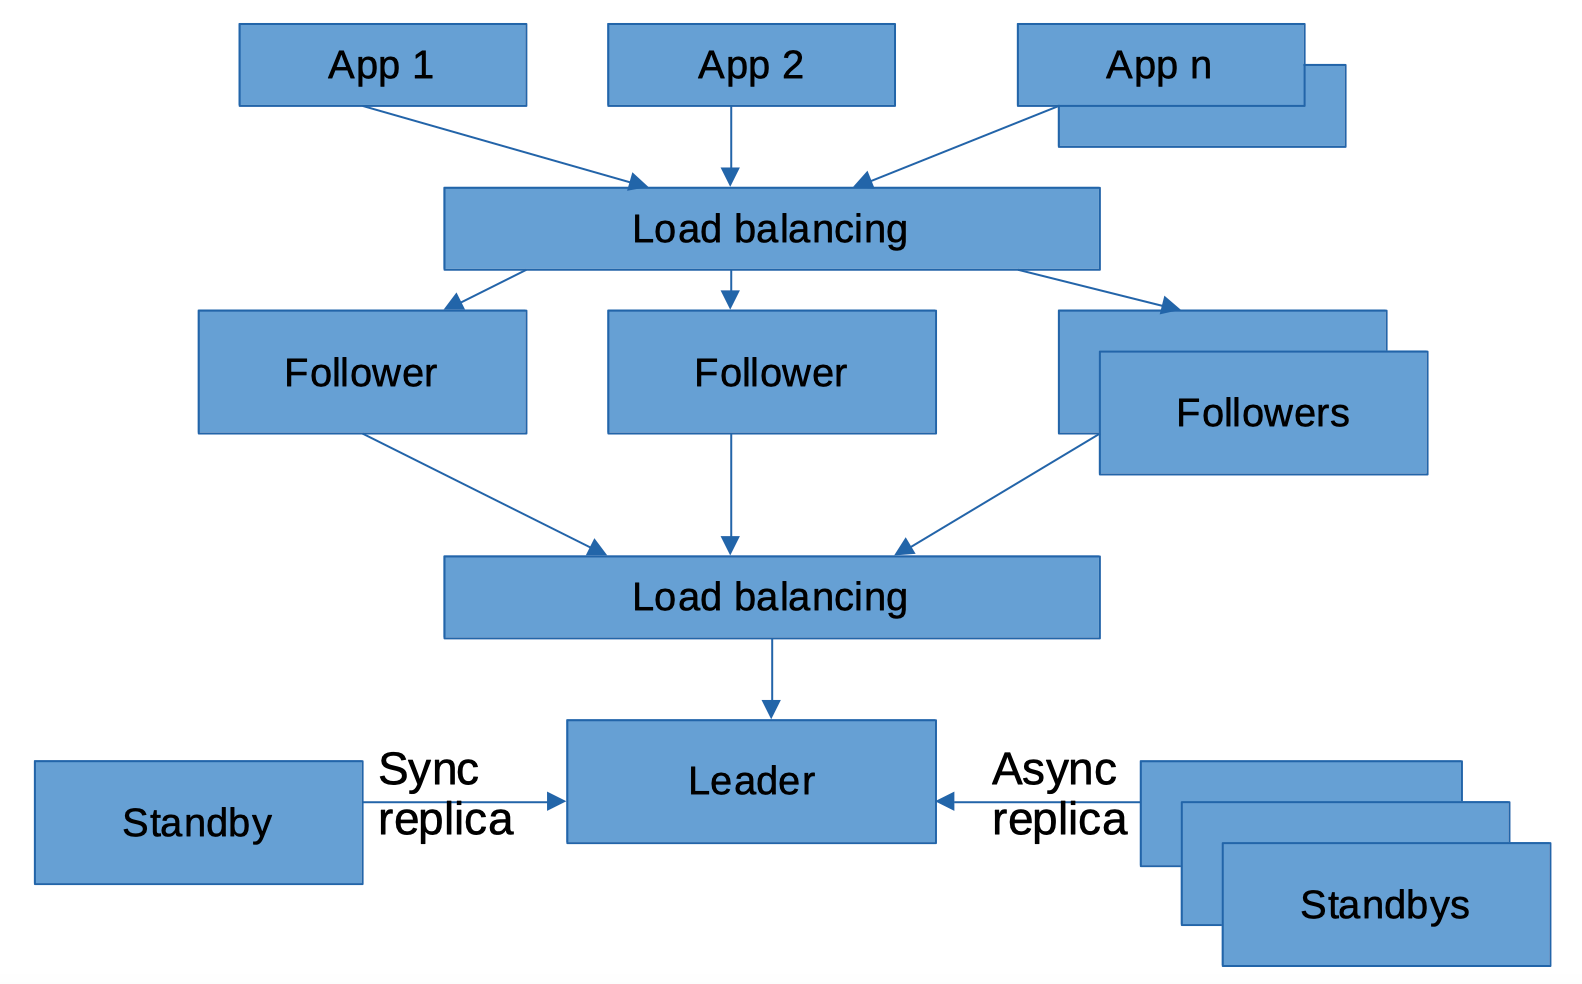 App 1
App 2
App n
Load balancing
Follower
Follower
Followers
Load balancing
Sync
replica
Leader
Async
replica
Standby
Standbys